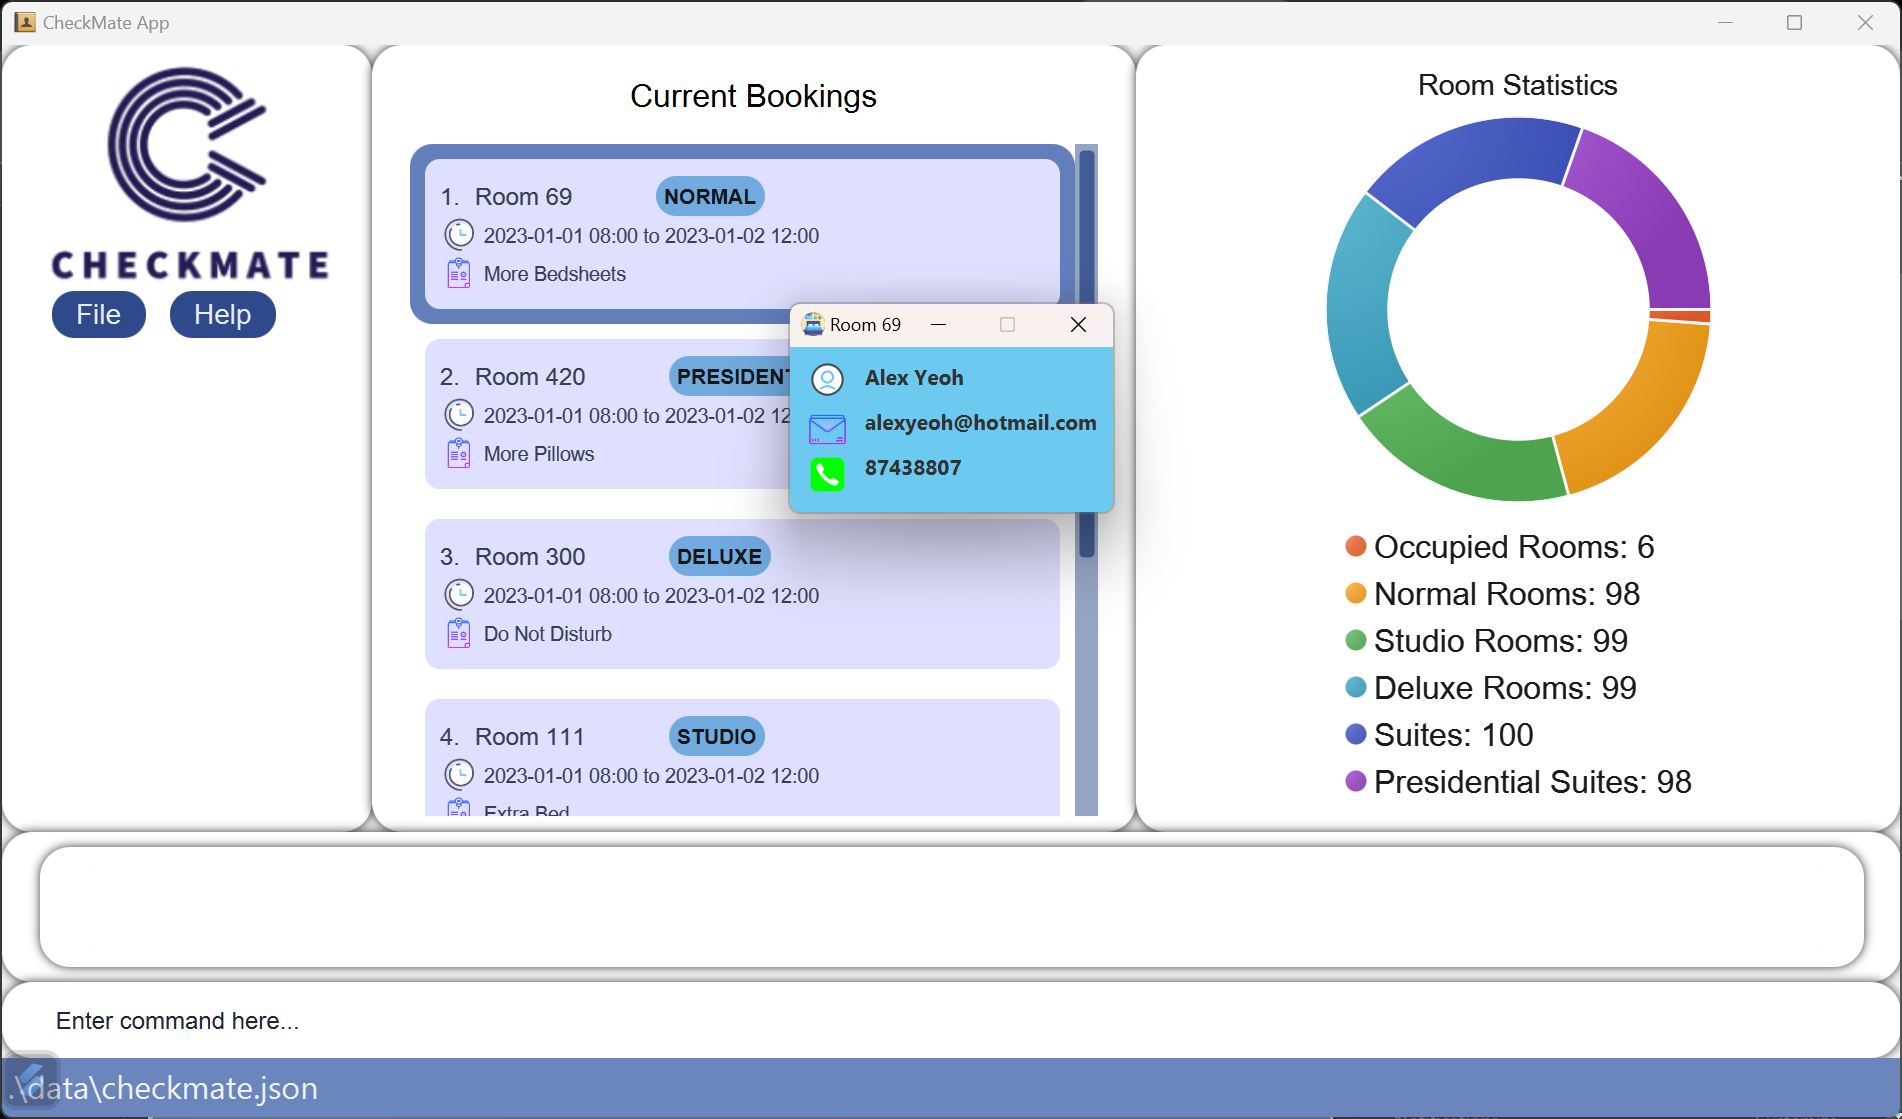 CheckMate App
CHECKMATE
File Help
Current Bookings
1. Room 69 NORMAL
2023-01-01 08:00 to 2023-01-02 12:00
More Bedsheets
2. Room 420
2023-01-01 08:00 to 2023-01-02
More Pillows
3. Room 300 DELUXE
2023-01-01 08:00 to 2023-01-02 12:00
Do Not Disturb
4. Room 111 STUDIO
2023-01-01 08:00 to 2023-01-02 12:00
Extra Bed
Room 69
Alex Yeoh
alexyeoh@hotmail.com
87438807
Room Statistics
Occupied Rooms: 6
Normal Rooms: 98
Studio Rooms: 99
Deluxe Rooms: 99
Suites: 100
Presidential Suites: 98
Enter command here...
.\data\checkmate.json